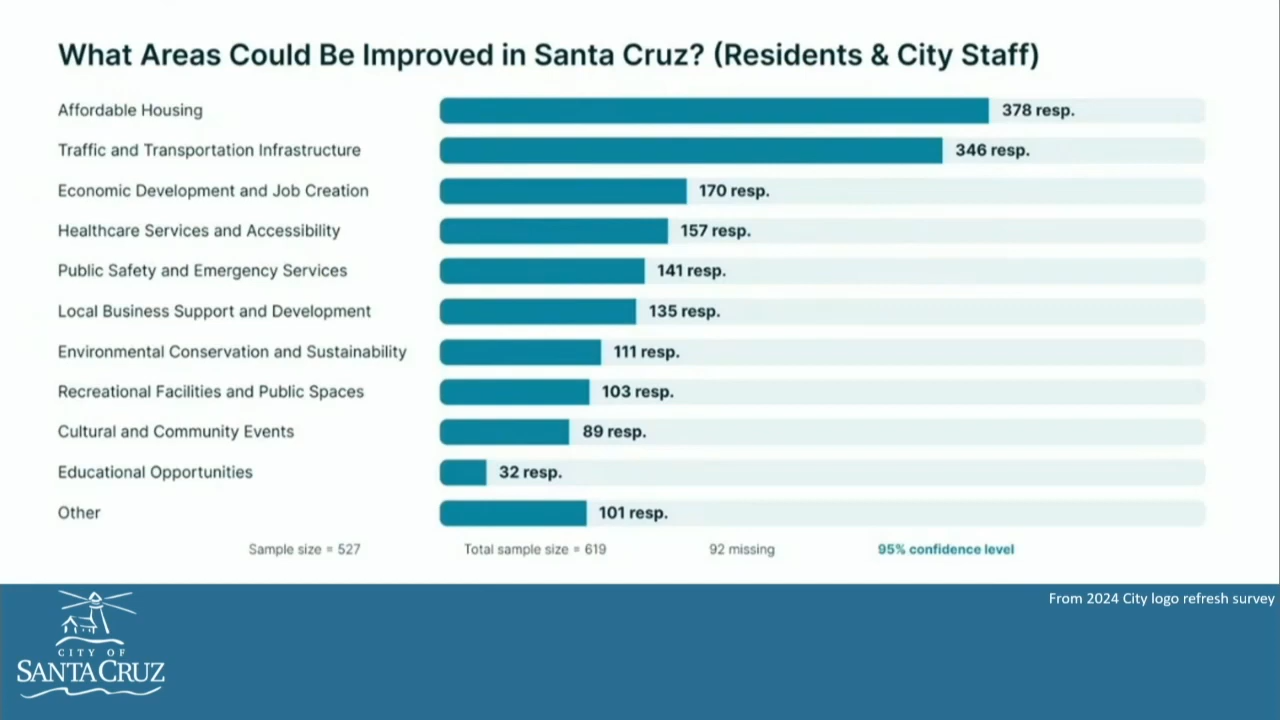 What Areas Could Be Improved in Santa Cruz? (Residents & City Staff)
Affordable Housing 378 resp.
Traffic and Transportation Infrastructure 346 resp.
Economic Development and Job Creation 170 resp.
Healthcare Services and Accessibility 157 resp.
Public Safety and Emergency Services 141 resp.
Local Business Support and Development 135 resp.
Environmental Conservation and Sustainability 111 resp.
Recreational Facilities and Public Spaces 103 resp.
Cultural and Community Events 89 resp.
Educational Opportunities 32 resp.
Other 101 resp.
Sample size = 527 Total sample size = 619 92 missing 95% confidence level
From 2024 City logo refresh survey
CITY OF
SANTA CRUZ